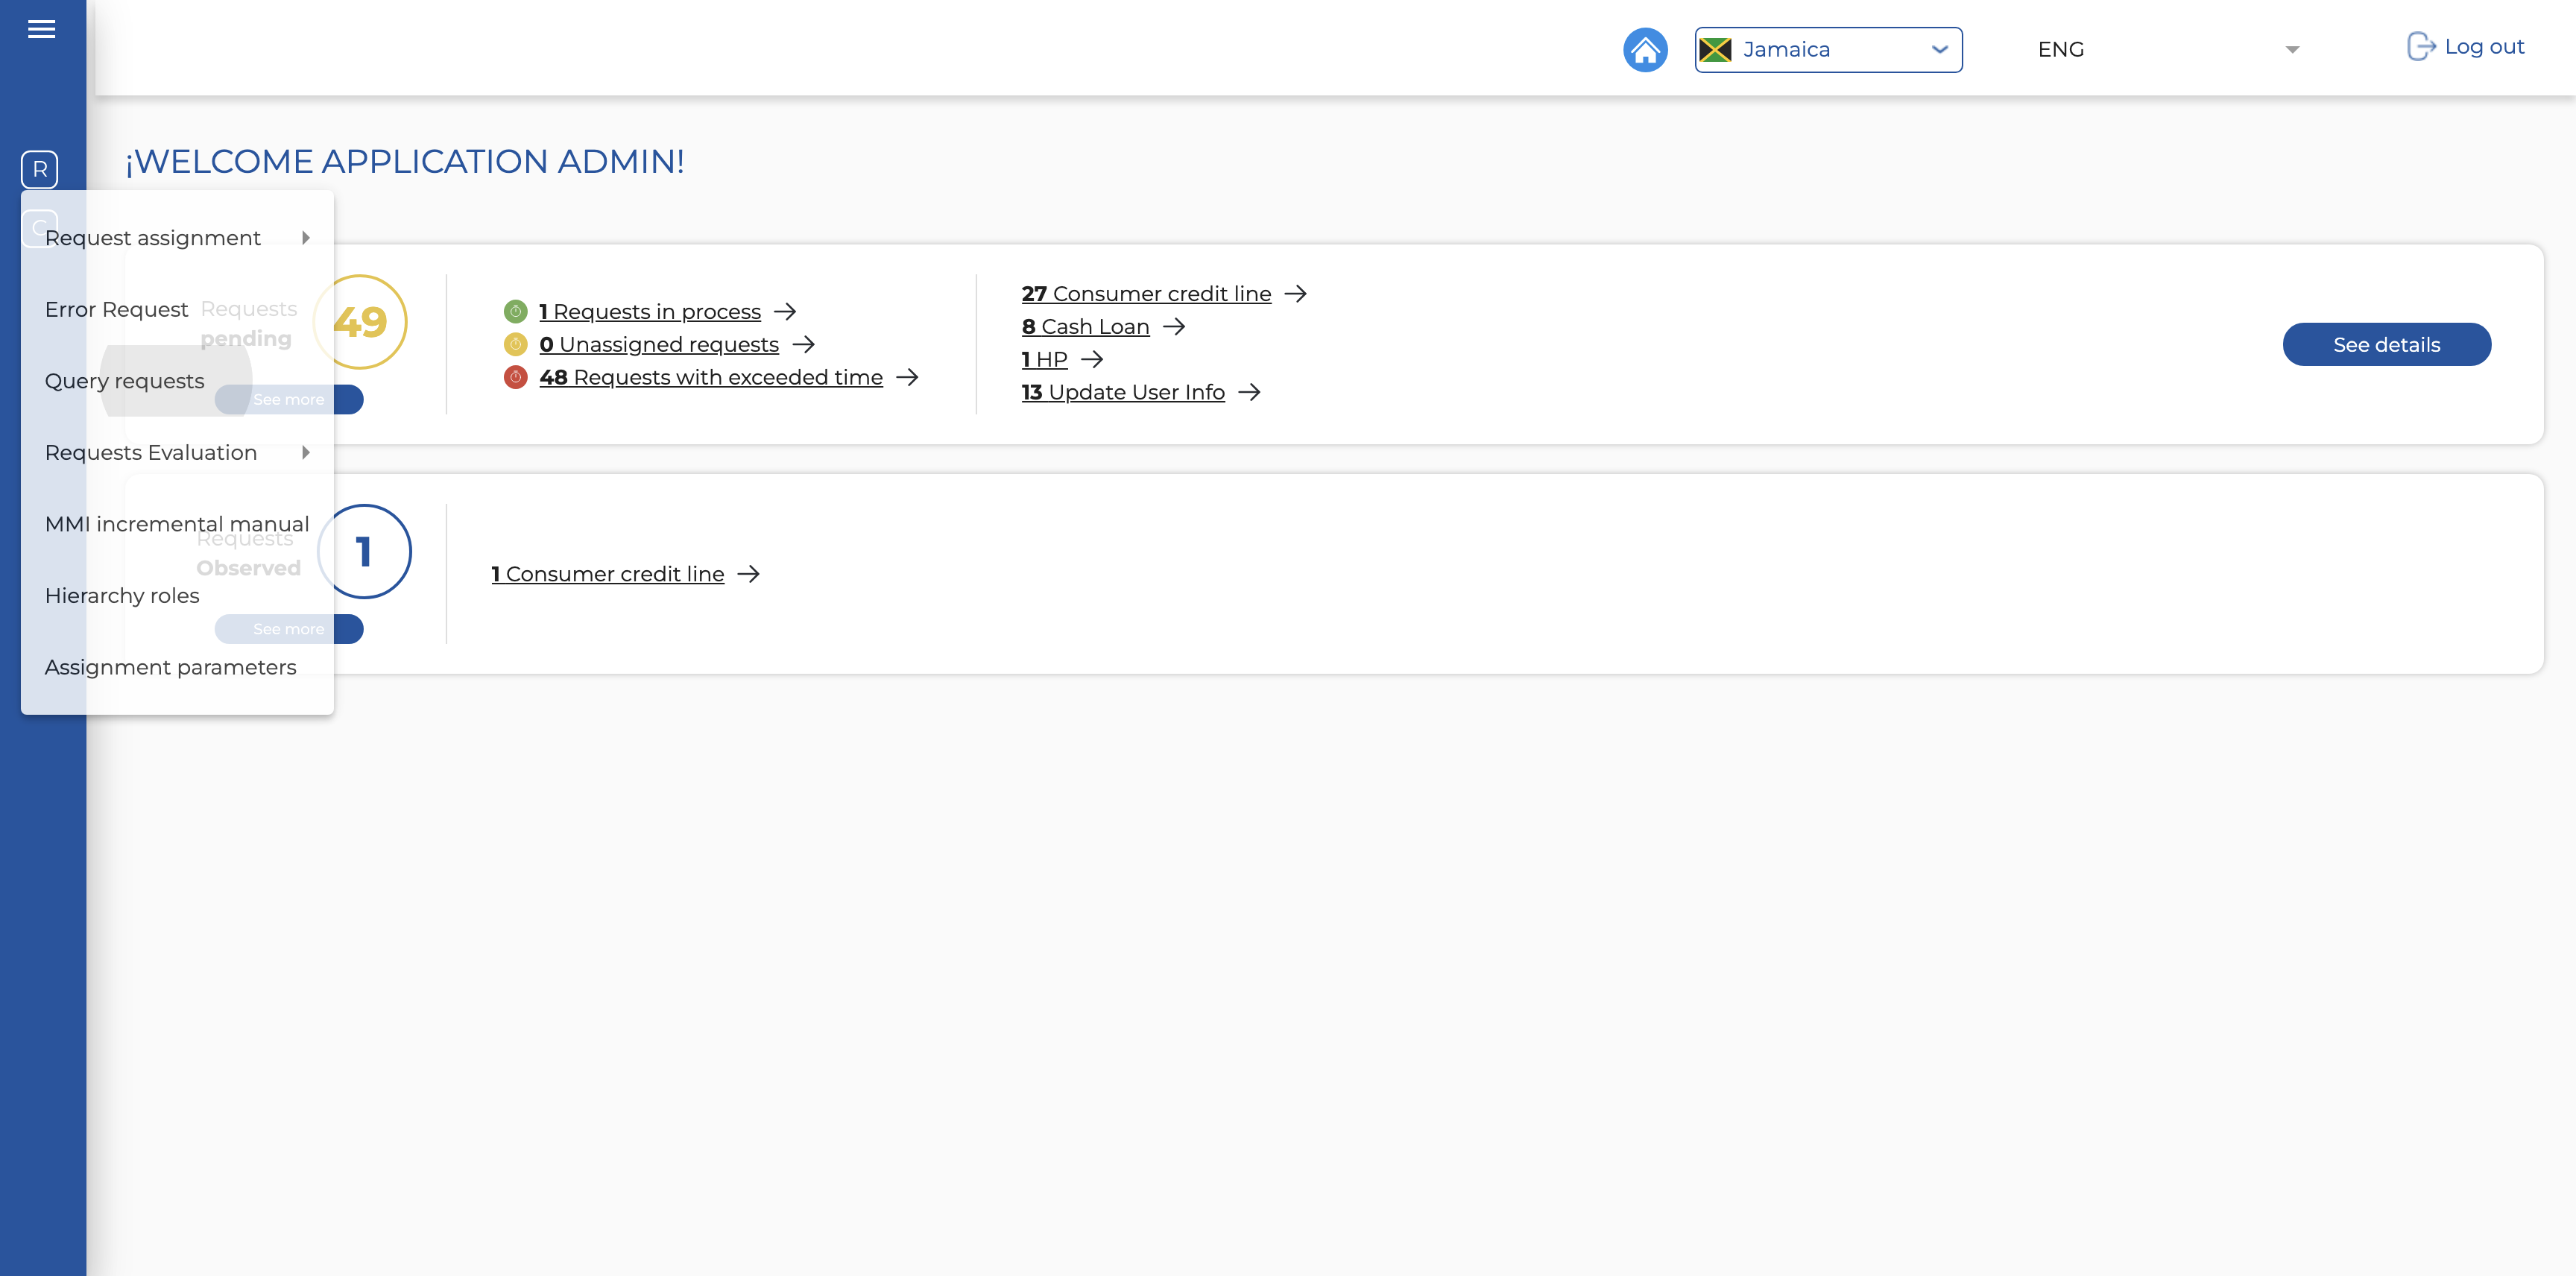 Jamaica
ENG
Log out
R
¡WELCOME APPLICATION ADMIN!
C
Request assignment
Error Request
Query requests
Requests Evaluation
MMI incremental manual
Hierarchy roles
Assignment parameters
Requests
pending
49
See more
1 Requests in process
0 Unassigned requests
48 Requests with exceeded time
27 Consumer credit line
8 Cash Loan
1 HP
13 Update User Info
See details
Requests
Observed
1
See more
1 Consumer credit line